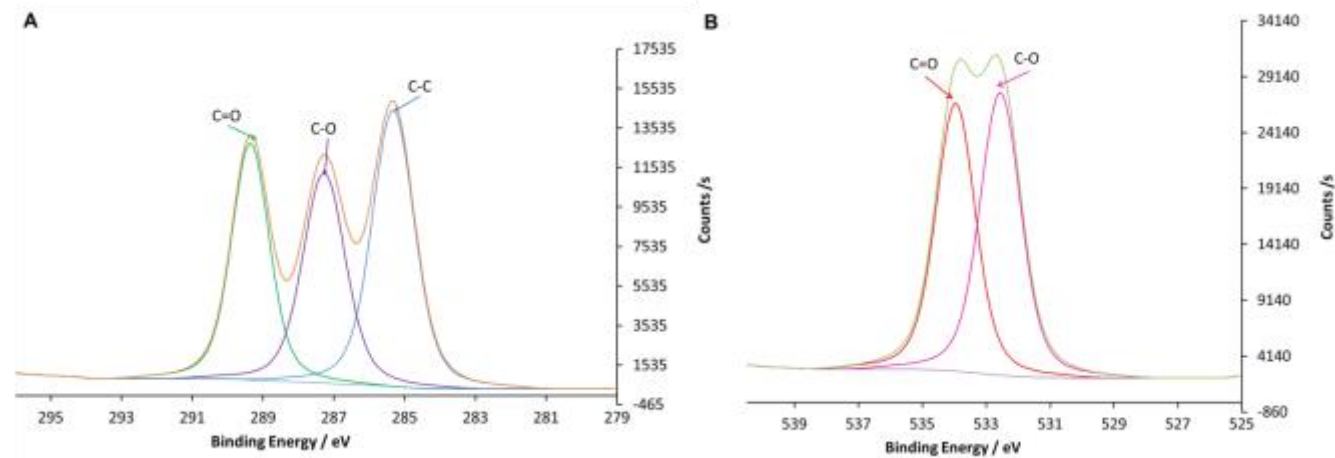 A
C=O
C-O
C-C
17535
15535
13535
11535
9535
7535
5535
3535
1535
-465
Counts /s
295 293 291 289 287 285 283 281 279
Binding Energy / eV
B
C=O
C-O
34140
29140
24140
19140
14140
9140
4140
-860
Counts /s
539 537 535 533 531 529 527 525
Binding Energy / eV